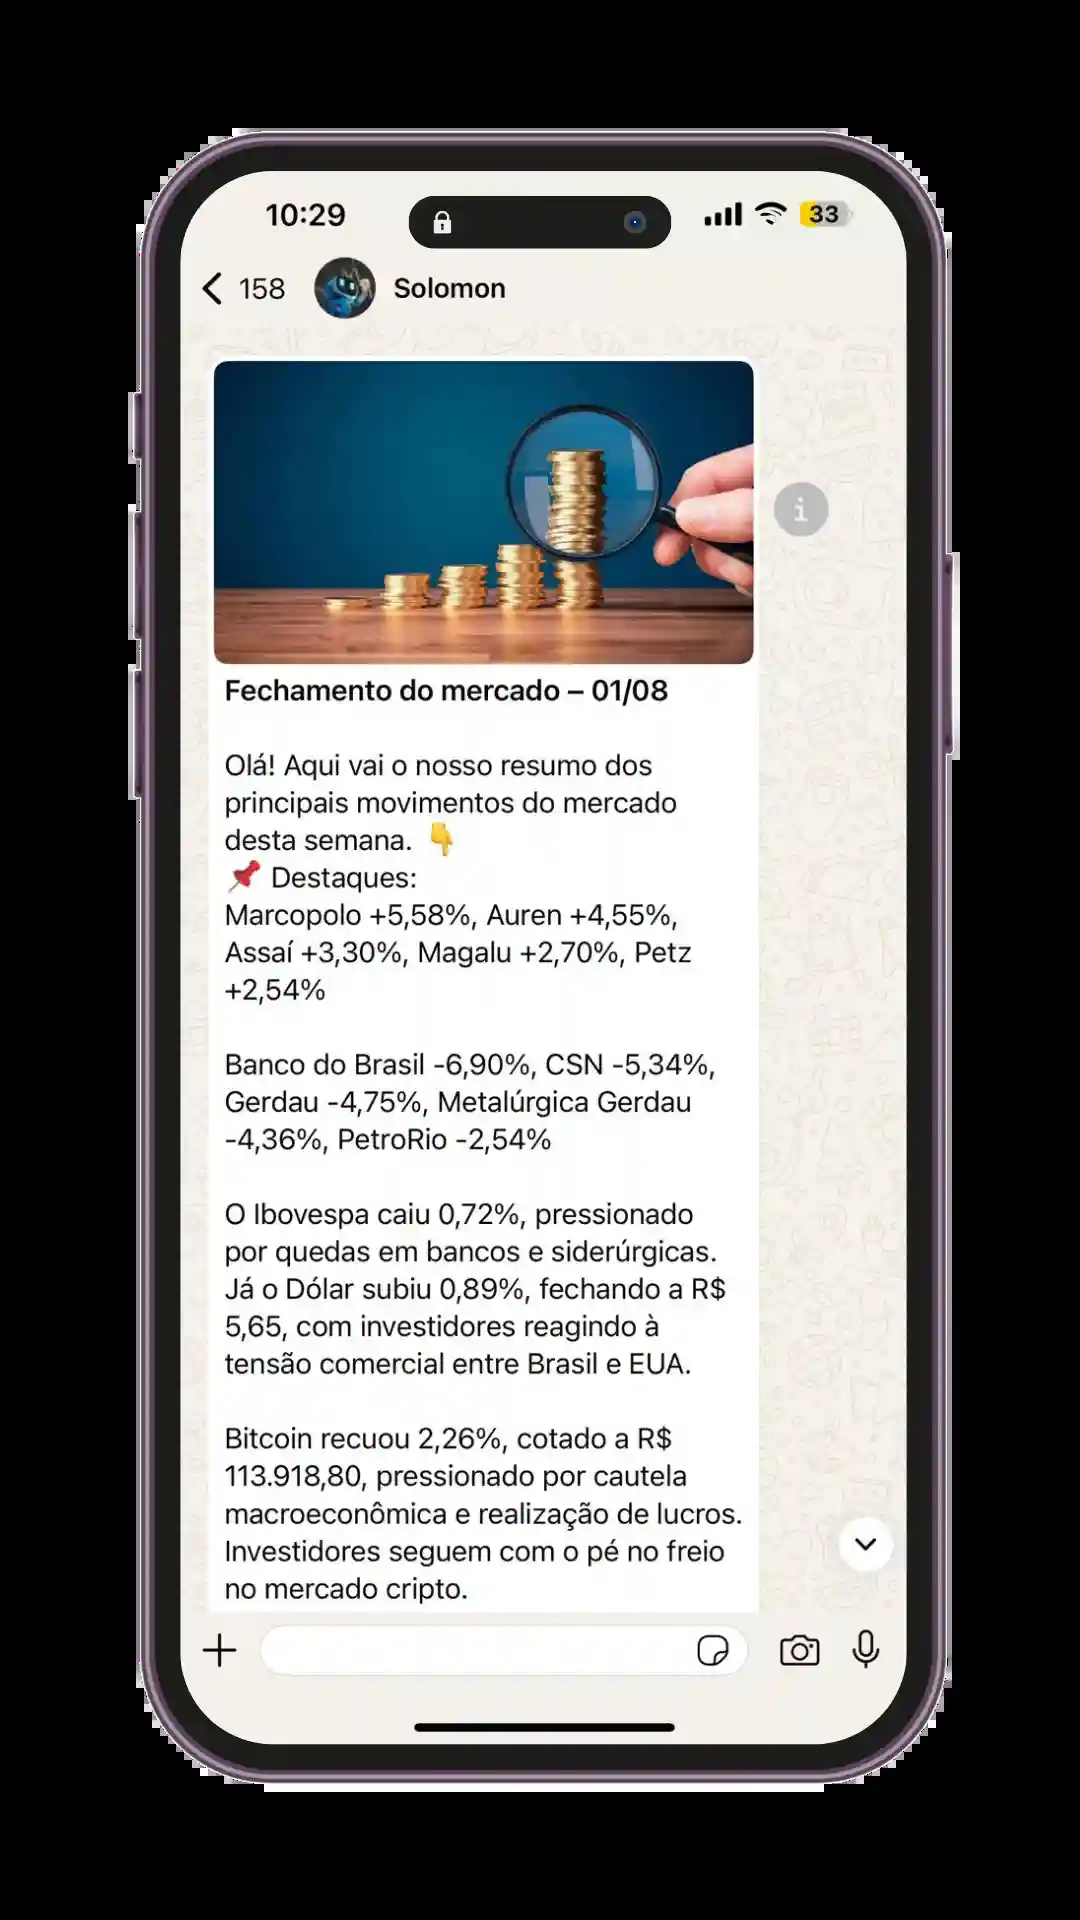 10:29
33
158
Solomon
i
Fechamento do mercado – 01/08
Olá! Aqui vai o nosso resumo dos
principais movimentos do mercado
desta semana. 👇
📌 Destaques:
Marcopolo +5,58%, Auren +4,55%,
Assaí +3,30%, Magalu +2,70%, Petz
+2,54%
Banco do Brasil -6,90%, CSN -5,34%,
Gerdau -4,75%, Metalúrgica Gerdau
-4,36%, PetroRio -2,54%
O Ibovespa caiu 0,72%, pressionado
por quedas em bancos e siderúrgicas.
Já o Dólar subiu 0,89%, fechando a R$
5,65, com investidores reagindo à
tensão comercial entre Brasil e EUA.
Bitcoin recuou 2,26%, cotado a R$
113.918,80, pressionado por cautela
macroeconômica e realização de lucros.
Investidores seguem com o pé no freio
no mercado cripto.